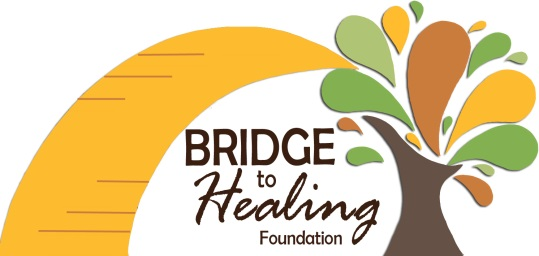 BRIDGE
to
Healing
Foundation